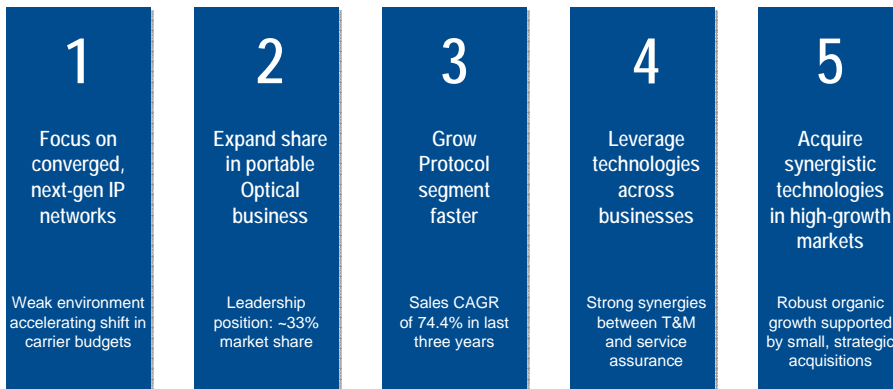 1
Focus on
converged,
next-gen IP
networks
Weak environment
accelerating shift in
carrier budgets
2
Expand share
in portable
Optical
business
Leadership
position: ~33%
market share
3
Grow
Protocol
segment
faster
Sales CAGR
of 74.4% in last
three years
4
Leverage
technologies
across
businesses
Strong synergies
between T&M
and service
assurance
5
Acquire
synergistic
technologies
in high-growth
markets
Robust organic
growth supported
by small, strategic
acquisitions